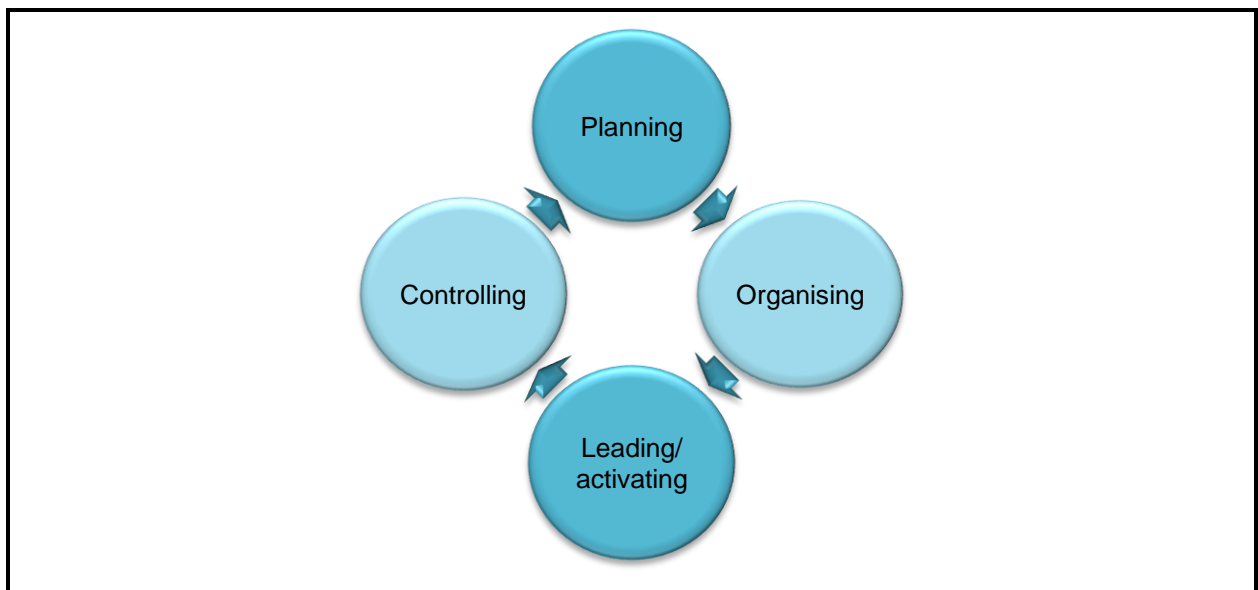 Planning
Controlling
Organising
Leading/
activating